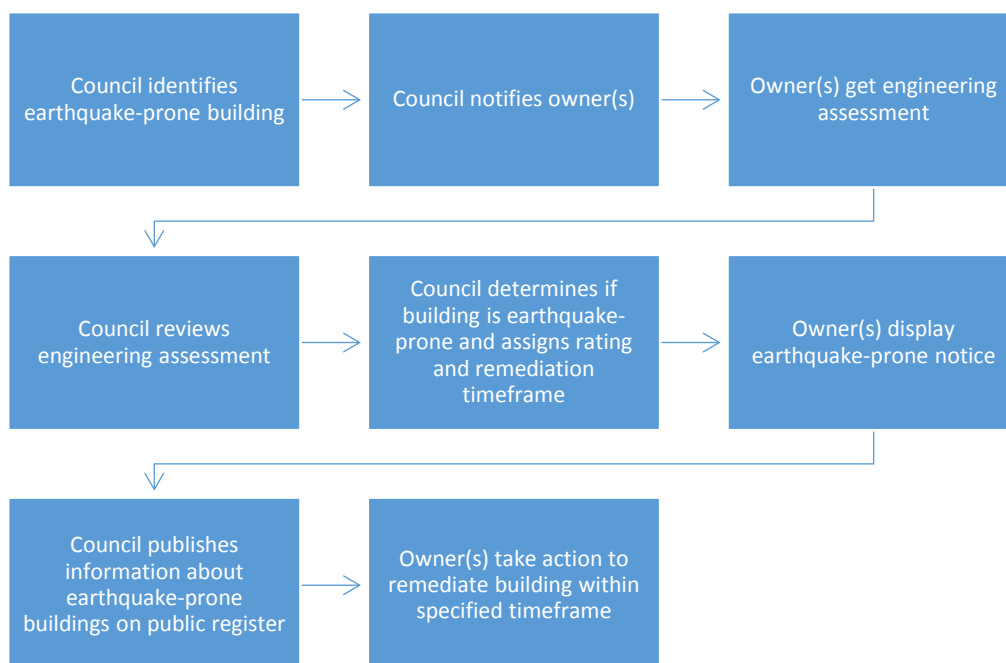 Council identifies
earthquake-prone building
Council notifies owner(s)
Owner(s) get engineering
assessment
Council reviews
engineering assessment
Council determines if
building is earthquake-
prone and assigns rating
and remediation
timeframe
Owner(s) display
earthquake-prone notice
Council publishes
information about
earthquake-prone
buildings on public register
Owner(s) take action to
remediate building within
specified timeframe